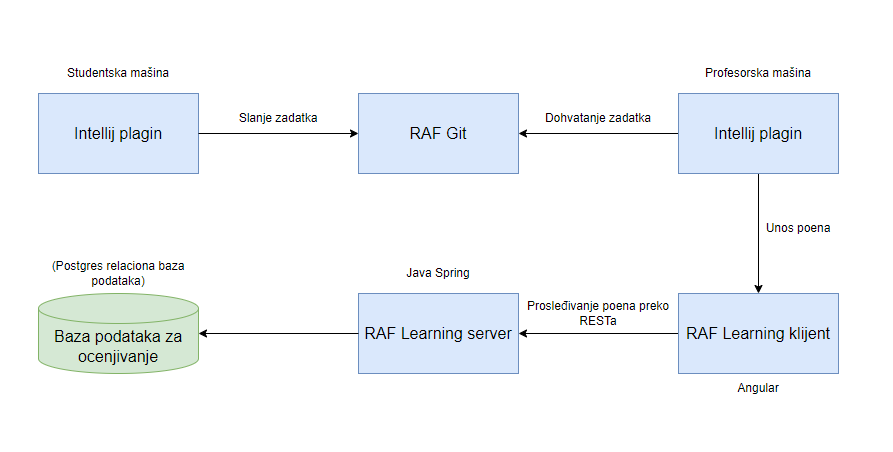 Studentska mašina
Profesorska mašina
Intellij plagin
Slanje zadatka
RAF Git
Dohvatanje zadatka
Intellij plagin
Unos poena
(Postgres relaciona baza
podataka)
Java Spring
Baza podataka za
ocenjivanje
RAF Learning server
Prosleđivanje poena preko
RESTa
RAF Learning klijent
Angular